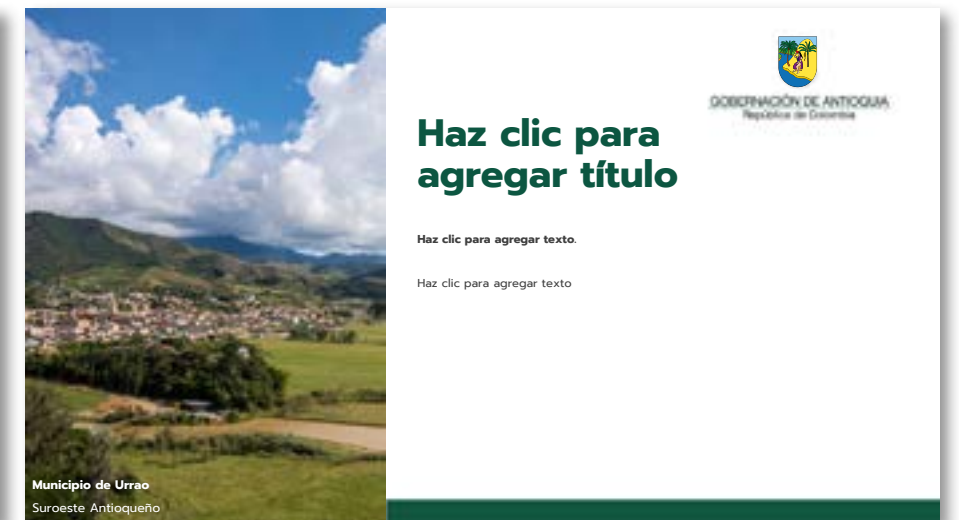 GOBERNACIÓN DE ANTIOQUIA
República de Colombia
Haz clic para
agregar título
Haz clic para agregar texto.
Haz clic para agregar texto
Municipio de Urrao
Suroeste Antioqueño